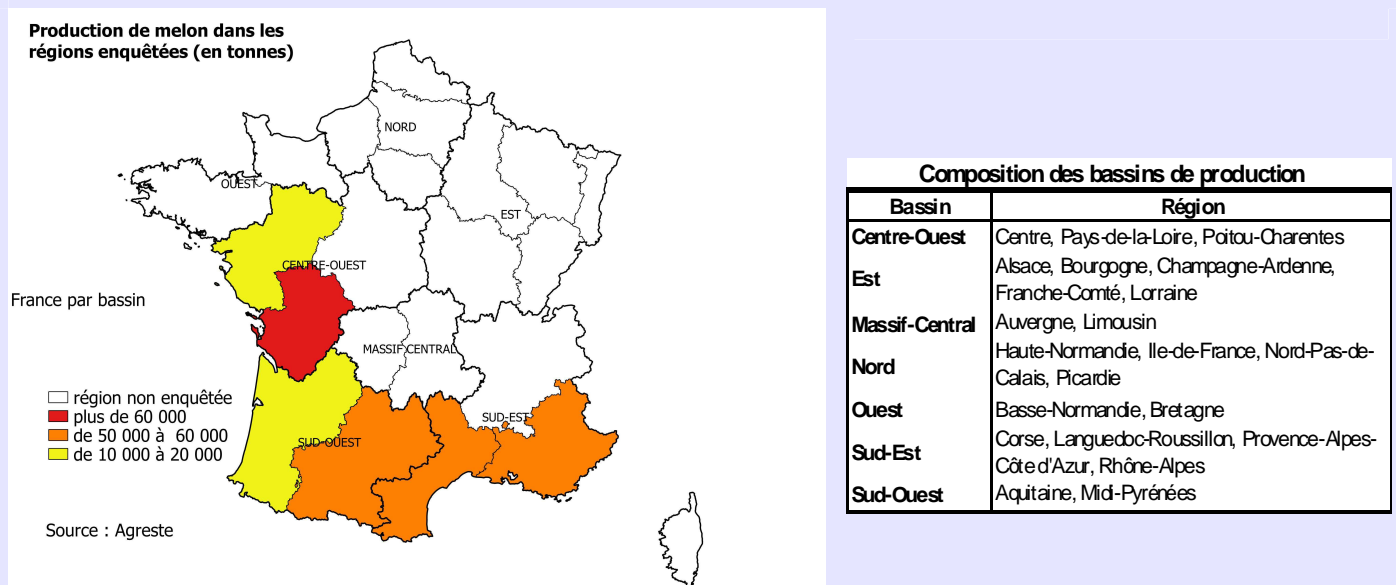 Production de melon dans les
régions enquêtées (en tonnes)
NORD
OUEST
EST
CENTRE-OUEST
France par bassin
MASSIF CENTRAL
région non enquêtée
plus de 60 000
de 50 000 à 60 000
de 10 000 à 20 000
SUD-EST
SUD-OUEST
Source : Agreste
Composition des bassins de production
Bassin Région
Centre-Ouest Centre, Pays-de-la-Loire, Poitou-Charentes
Est Alsace, Bourgogne, Champagne-Ardenne,
Franche-Comté, Lorraine
Massif-Central Auvergne, Limousin
Nord Haute-Normandie, Ile-de-France, Nord-Pas-de-
Calais, Picardie
Ouest Basse-Normandie, Bretagne
Sud-Est Corse, Languedoc-Roussillon, Provence-Alpes-
Côte d'Azur, Rhône-Alpes
Sud-Ouest Aquitaine, Midi-Pyrénées